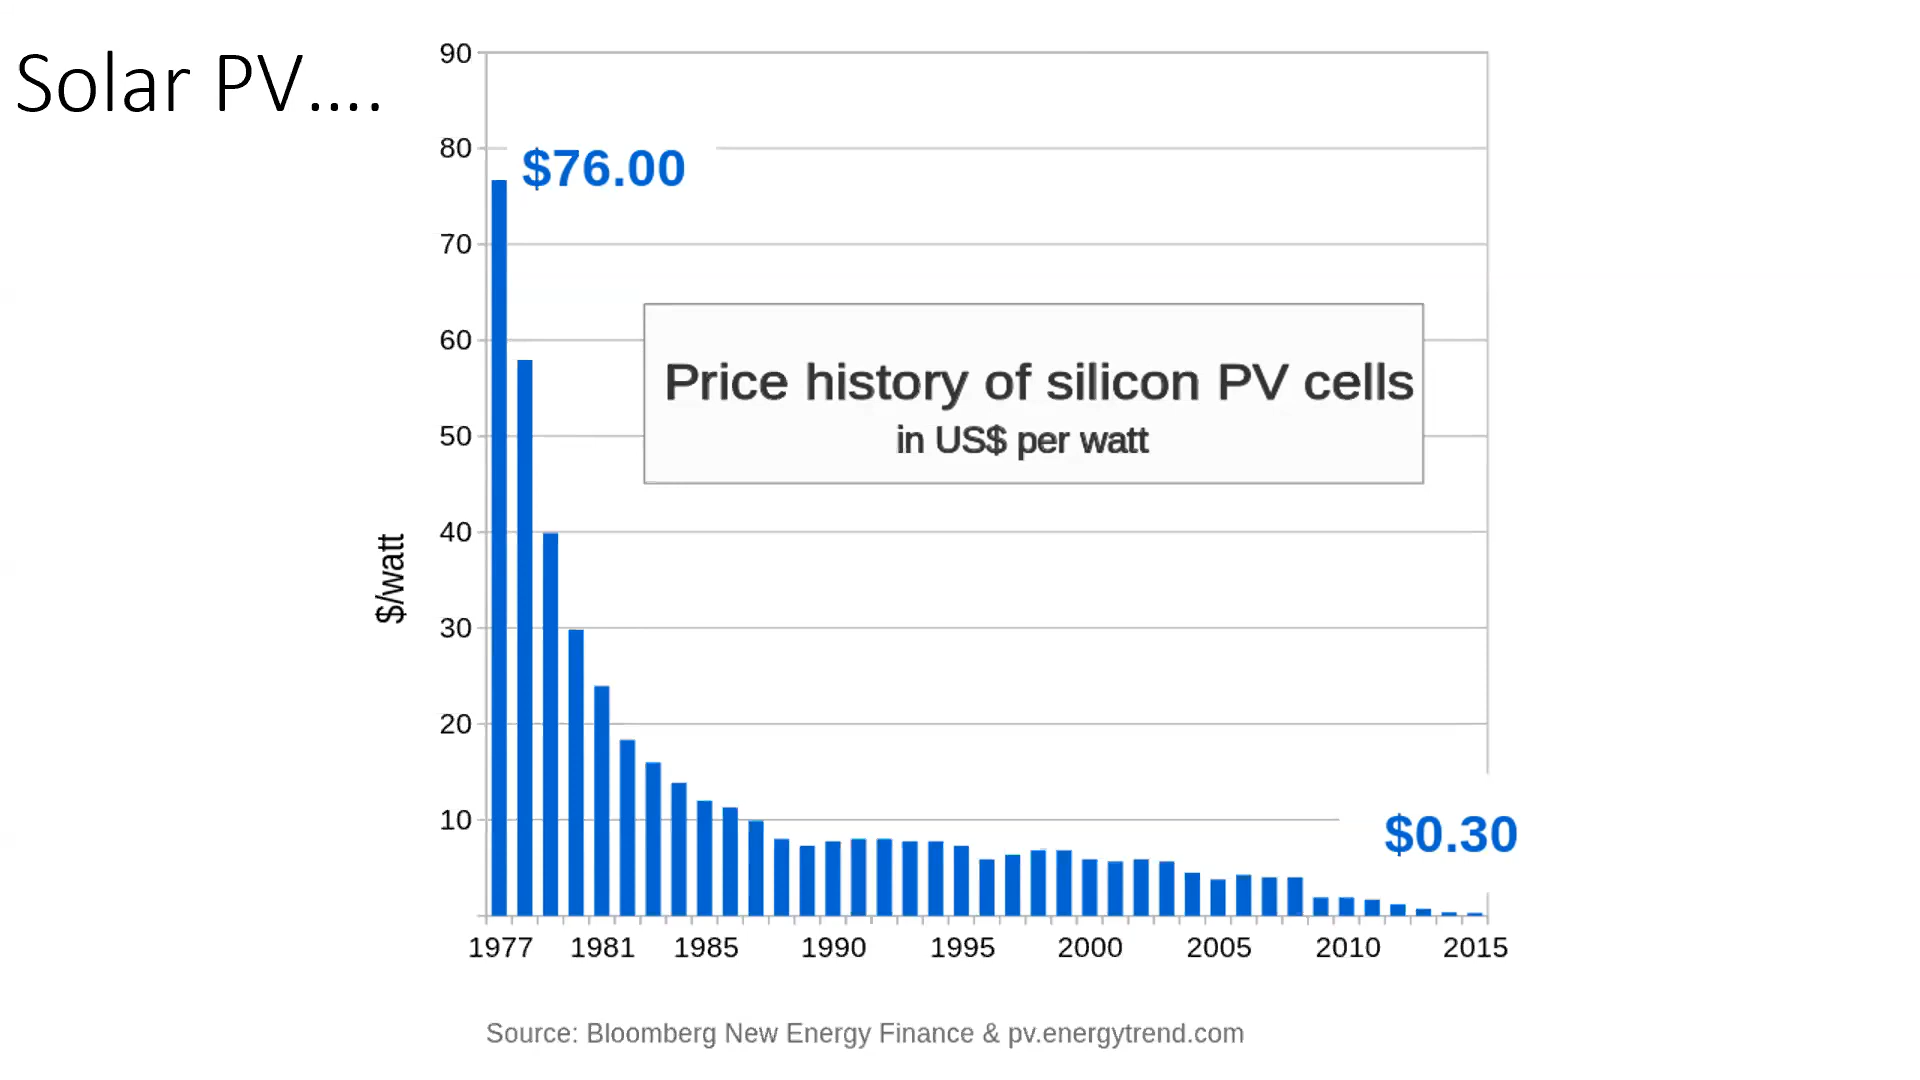 Solar PV....
90
80
$76.00
70
60
Price history of silicon PV cells
in US$ per watt
50
40
$/watt
30
20
10
$0.30
1977 1981 1985 1990 1995 2000 2005 2010 2015
Source: Bloomberg New Energy Finance & pv.energytrend.com